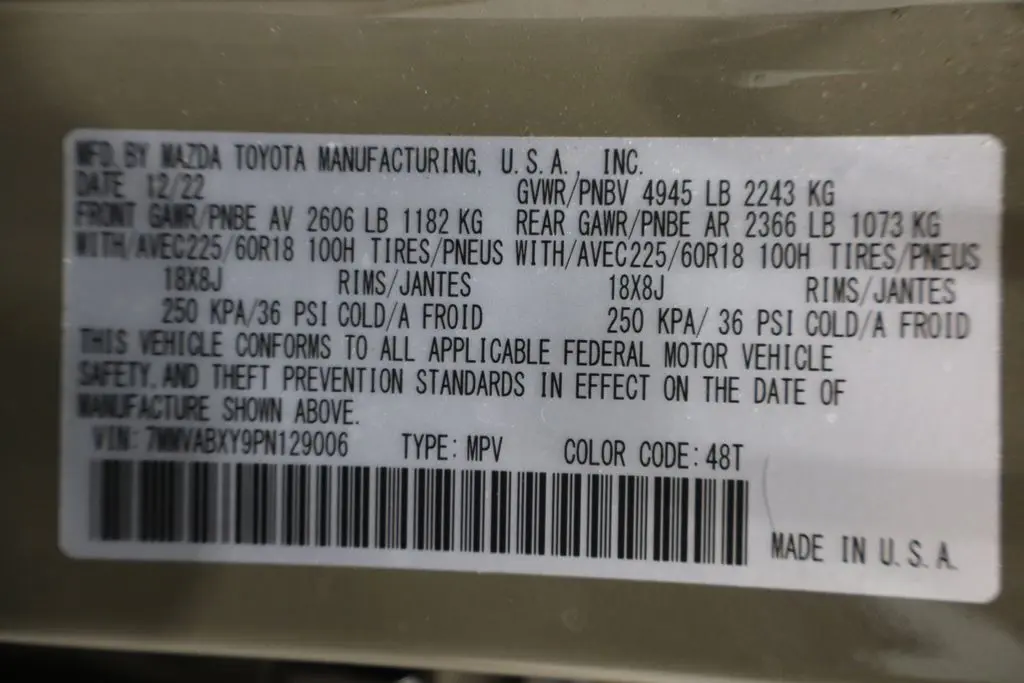 MFD. BY MAZDA TOYOTA MANUFACTURING, U.S.A., INC.
DATE 12/22 GVWR/PNBV 4945 LB 2243 KG
FRONT GAWR/PNBE AV 2606 LB 1182 KG REAR GAWR/PNBE AR 2366 LB 1073 KG
WITH/AVEC225/60R18 100H TIRES/PNEUS WITH/AVEC225/60R18 100H TIRES/PNEUS
18X8J RIMS/JANTES 18X8J RIMS/JANTES
250 KPA/36 PSI COLD/A FROID 250 KPA/ 36 PSI COLD/A FROID
THIS VEHICLE CONFORMS TO ALL APPLICABLE FEDERAL MOTOR VEHICLE
SAFETY, AND THEFT PREVENTION STANDARDS IN EFFECT ON THE DATE OF
MANUFACTURE SHOWN ABOVE.
VIN: 7MMVABXY9PN129006 TYPE: MPV COLOR CODE: 48T
MADE IN U.S.A.